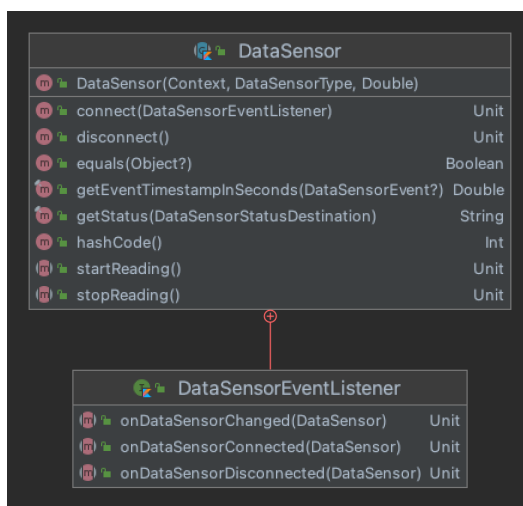 DataSensor
DataSensor(Context, DataSensorType, Double)
connect(DataSensorEventListener) Unit
disconnect() Unit
equals(Object?) Boolean
getEventTimestampInSeconds(DataSensorEvent?) Double
getStatus(DataSensorStatusDestination) String
hashCode() Int
startReading() Unit
stopReading() Unit
DataSensorEventListener
onDataSensorChanged(DataSensor) Unit
onDataSensorConnected(DataSensor) Unit
onDataSensorDisconnected(DataSensor) Unit